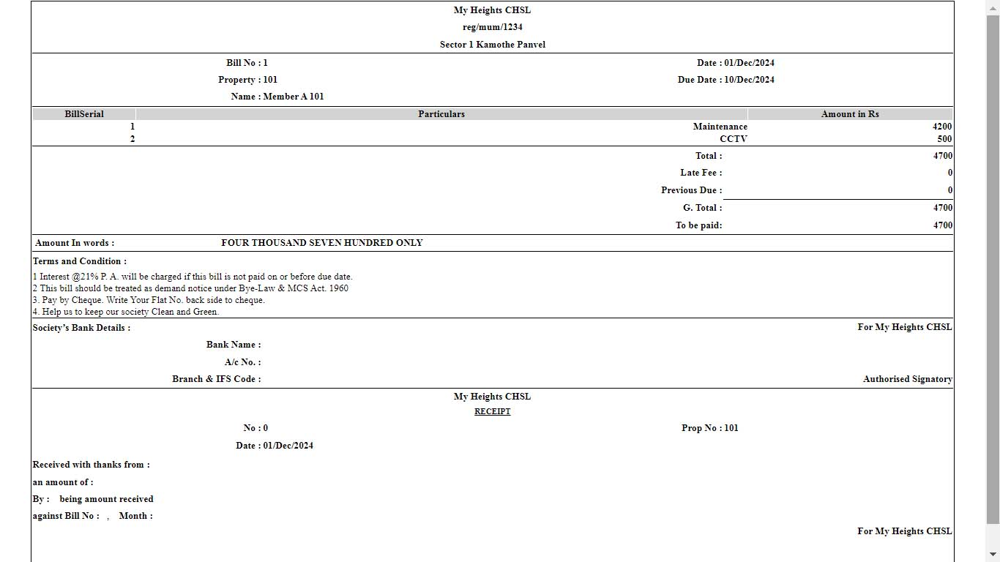 My Heights CHSL
reg/mum/1234
Sector 1 Kamothe Panvel
Bill No : 1 Date : 01/Dec/2024
Property : 101 Due Date : 10/Dec/2024
Name : Member A 101
BillSerial Particulars Amount in Rs
1 Maintenance 4200
2 CCTV 500
Total : 4700
Late Fee : 0
Previous Due : 0
G. Total : 4700
To be paid: 4700
Amount In words : FOUR THOUSAND SEVEN HUNDRED ONLY
Terms and Condition :
1 Interest @21% P. A. will be charged if this bill is not paid on or before due date.
2 This bill should be treated as demand notice under Bye-Law & MCS Act. 1960
3. Pay by Cheque. Write Your Flat No. back side to cheque.
4. Help us to keep our society Clean and Green.
Society’s Bank Details : For My Heights CHSL
Bank Name :
A/c No. :
Branch & IFS Code : Authorised Signatory
My Heights CHSL
RECEIPT
No : 0 Prop No : 101
Date : 01/Dec/2024
Received with thanks from :
an amount of :
By : being amount received
against Bill No : , Month :
For My Heights CHSL